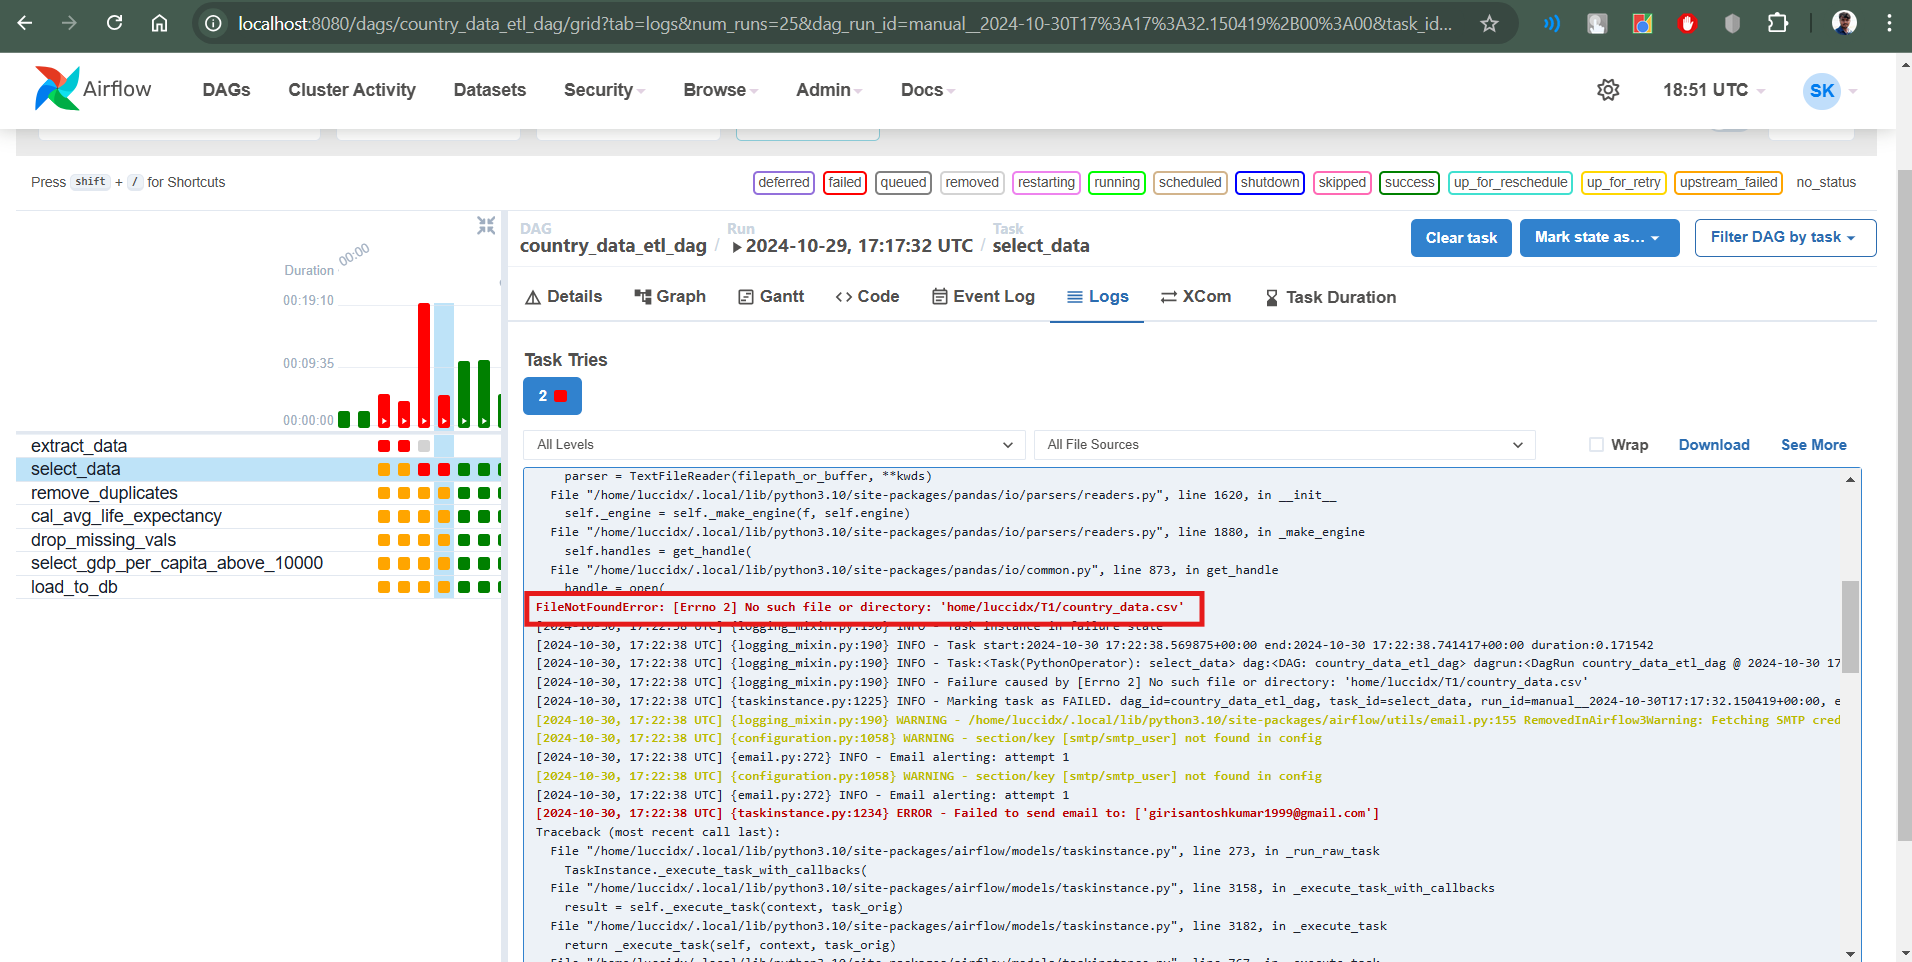 localhost:8080/dags/country_data_etl_dag/grid?tab=logs&num_runs=25&dag_run_id=manual__2024-10-30T17%3A17%3A32.150419%2B00%3A00&task_id...
Airflow DAGs Cluster Activity Datasets Security Browse Admin Docs 18:51 UTC SK
Press shift + / for Shortcuts
deferred failed queued removed restarting running scheduled shutdown skipped success up_for_reschedule up_for_retry upstream_failed no_status
DAG Run Task
country_data_etl_dag / 2024-10-29, 17:17:32 UTC / select_data
Clear task Mark state as... Filter DAG by task
00:00
Duration
00:19:10
00:09:35
00:00:00
extract_data
select_data
remove_duplicates
cal_avg_life_expectancy
drop_missing_vals
select_gdp_per_capita_above_10000
load_to_db
Details Graph Gantt Code Event Log Logs XCom Task Duration
Task Tries
2
All Levels All File Sources Wrap Download See More
parser = TextFileReader(filepath_or_buffer, **kwds)
File "/home/luccidx/.local/lib/python3.10/site-packages/pandas/io/parsers/readers.py", line 1620, in __init__
self._engine = self._make_engine(f, self.engine)
File "/home/luccidx/.local/lib/python3.10/site-packages/pandas/io/parsers/readers.py", line 1880, in _make_engine
self.handles = get_handle(
File "/home/luccidx/.local/lib/python3.10/site-packages/pandas/io/common.py", line 873, in get_handle
handle = open(
FileNotFoundError: [Errno 2] No such file or directory: 'home/luccidx/T1/country_data.csv'
[2024-10-30, 17:22:38 UTC] {logging_mixin.py:190} INFO - Task instance in failure state
[2024-10-30, 17:22:38 UTC] {logging_mixin.py:190} INFO - Task start:2024-10-30 17:22:38.569875+00:00 end:2024-10-30 17:22:38.741417+00:00 duration:0.171542
[2024-10-30, 17:22:38 UTC] {logging_mixin.py:190} INFO - Task:<Task(PythonOperator): select_data> dag:<DAG: country_data_etl_dag> dagrun:<DagRun country_data_etl_dag @ 2024-10-30 17
[2024-10-30, 17:22:38 UTC] {logging_mixin.py:190} INFO - Failure caused by [Errno 2] No such file or directory: 'home/luccidx/T1/country_data.csv'
[2024-10-30, 17:22:38 UTC] {taskinstance.py:1225} INFO - Marking task as FAILED. dag_id=country_data_etl_dag, task_id=select_data, run_id=manual__2024-10-30T17:17:32.150419+00:00, e
[2024-10-30, 17:22:38 UTC] {logging_mixin.py:190} WARNING - /home/luccidx/.local/lib/python3.10/site-packages/airflow/utils/email.py:155 RemovedInAirflow3Warning: Fetching SMTP cred
[2024-10-30, 17:22:38 UTC] {configuration.py:1058} WARNING - section/key [smtp/smtp_user] not found in config
[2024-10-30, 17:22:38 UTC] {email.py:272} INFO - Email alerting: attempt 1
[2024-10-30, 17:22:38 UTC] {configuration.py:1058} WARNING - section/key [smtp/smtp_user] not found in config
[2024-10-30, 17:22:38 UTC] {email.py:272} INFO - Email alerting: attempt 1
[2024-10-30, 17:22:38 UTC] {taskinstance.py:1234} ERROR - Failed to send email to: ['girisantoshkumar1999@gmail.com']
Traceback (most recent call last):
File "/home/luccidx/.local/lib/python3.10/site-packages/airflow/models/taskinstance.py", line 273, in _run_raw_task
TaskInstance._execute_task_with_callbacks(
File "/home/luccidx/.local/lib/python3.10/site-packages/airflow/models/taskinstance.py", line 3158, in _execute_task_with_callbacks
result = self._execute_task(context, task_orig)
File "/home/luccidx/.local/lib/python3.10/site-packages/airflow/models/taskinstance.py", line 3182, in _execute_task
return _execute_task(self, context, task_orig)